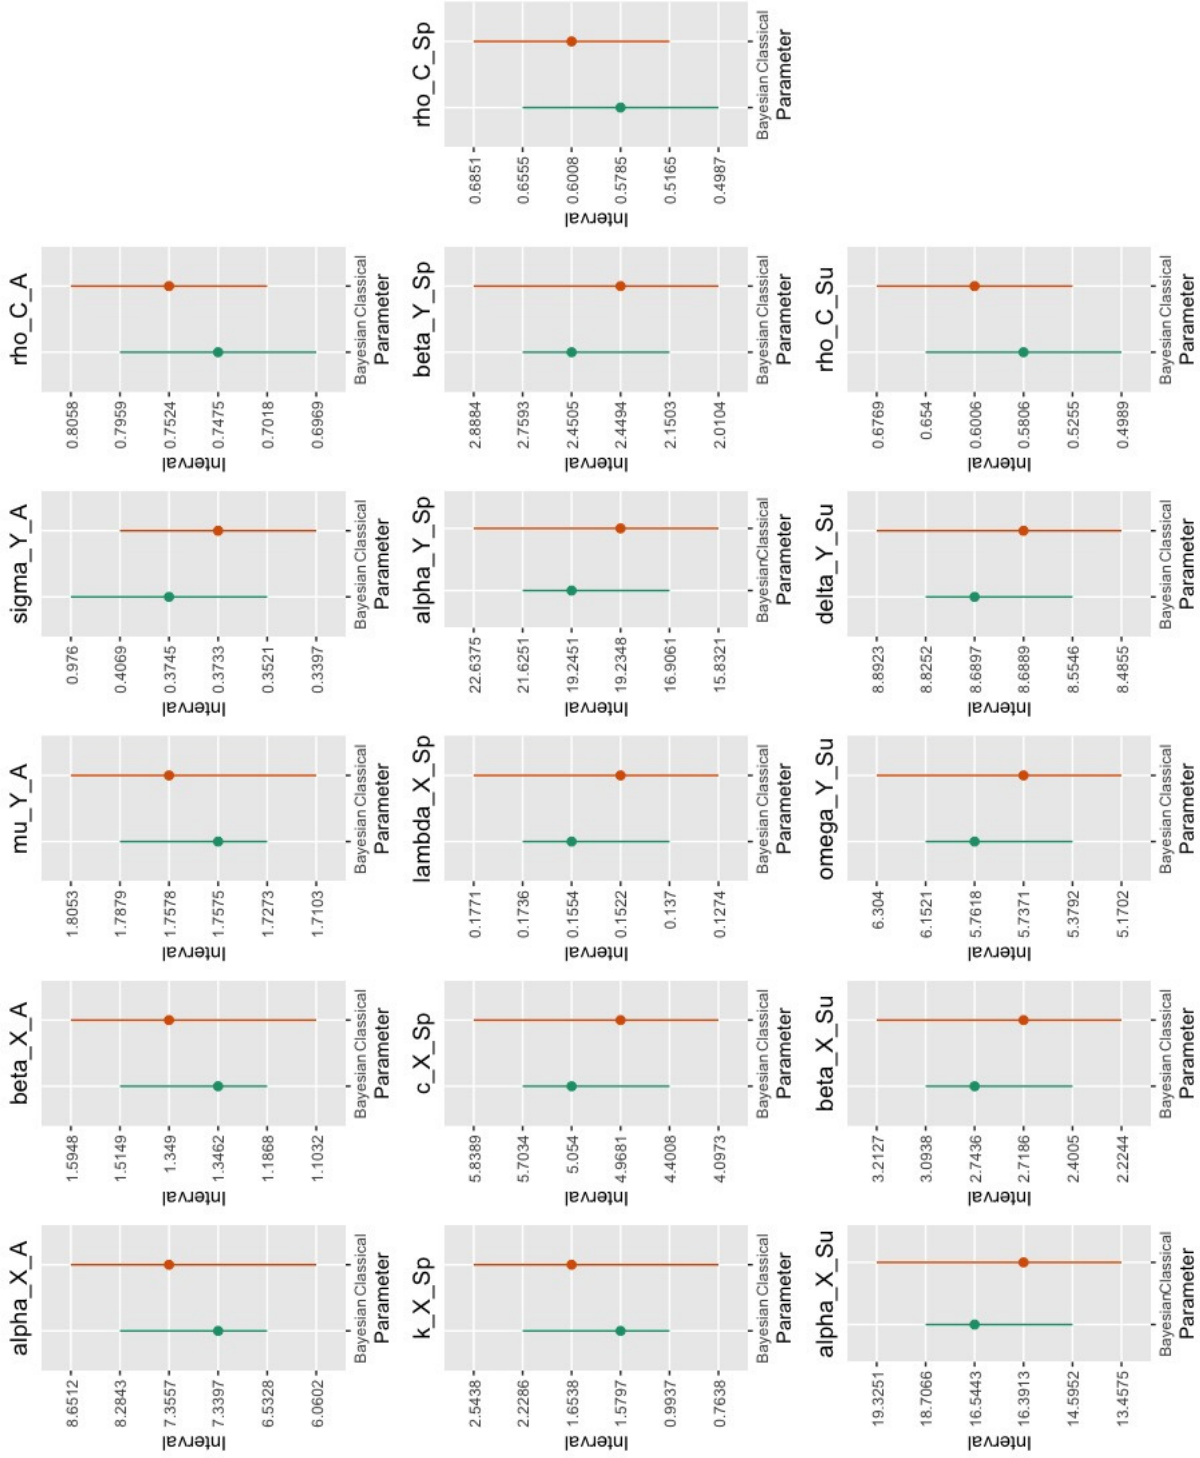 alpha_X_A
Interval
8.6512
8.2843
7.3557
7.3397
6.5328
6.0602
Bayesian Classical
Parameter
beta_X_A
Interval
1.5948
1.5149
1.349
1.3462
1.1868
1.1032
Bayesian Classical
Parameter
mu_Y_A
Interval
1.8053
1.7879
1.7578
1.7575
1.7273
1.7103
Bayesian Classical
Parameter
sigma_Y_A
Interval
0.976
0.4069
0.3745
0.3733
0.3521
0.3397
Bayesian Classical
Parameter
rho_C_A
Interval
0.8058
0.7959
0.7524
0.7475
0.7018
0.6969
Bayesian Classical
Parameter
k_X_Sp
Interval
2.5438
2.2286
1.6538
1.5797
0.99937
0.7638
Bayesian Classical
Parameter
c_X_Sp
Interval
5.8389
5.7034
5.054
4.9681
4.4008
4.0973
Bayesian Classical
Parameter
lambda_X_Sp
Interval
0.1771
0.1736
0.1554
0.1522
0.137
0.1274
Bayesian Classical
Parameter
alpha_Y_Sp
Interval
22.6375
21.6251
19.2451
19.2348
16.9061
15.8321
BayesianClassical
Parameter
beta_Y_Sp
Interval
2.8884
2.7593
2.4505
2.4494
2.1503
2.0104
Bayesian Classical
Parameter
rho_C_Sp
Interval
0.6851
0.6555
0.6008
0.5785
0.5165
0.4987
Bayesian Classical
Parameter
alpha_X_Su
Interval
19.3251
18.7066
16.5443
16.3913
14.5952
13.4575
BayesianClassical
Parameter
beta_X_Su
Interval
3.2127
3.0938
2.7436
2.7186
2.4005
2.2244
Bayesian Classical
Parameter
omega_Y_Su
Interval
6.304
6.1521
5.7618
5.7371
5.3792
5.1702
Bayesian Classical
Parameter
delta_Y_Su
Interval
8.8923
8.8252
8.6897
8.6889
8.5546
8.4855
Bayesian Classical
Parameter
rho_C_Su
Interval
0.6769
0.654
0.6006
0.5806
0.5255
0.4989
Bayesian Classical
Parameter